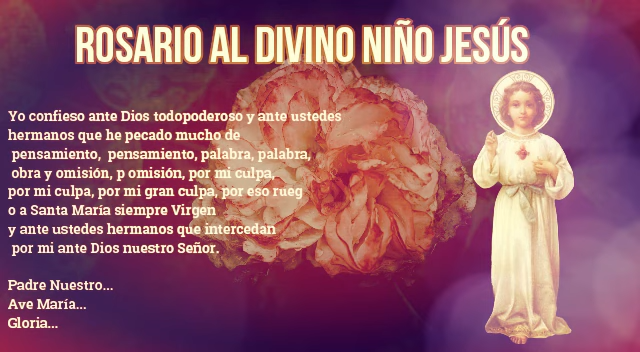 ROSARIO AL DIVINO NIÑO JESÚS
Yo confieso ante Dios todopoderoso y ante ustedes
hermanos que he pecado mucho de
pensamiento, pensamiento, palabra, palabra,
obra y omisión, p omisión, por mi culpa,
por mi culpa, por mi gran culpa, por eso rueg
o a Santa María siempre Virgen
y ante ustedes hermanos que intercedan
por mi ante Dios nuestro Señor.
Padre Nuestro...
Ave María...
Gloria...